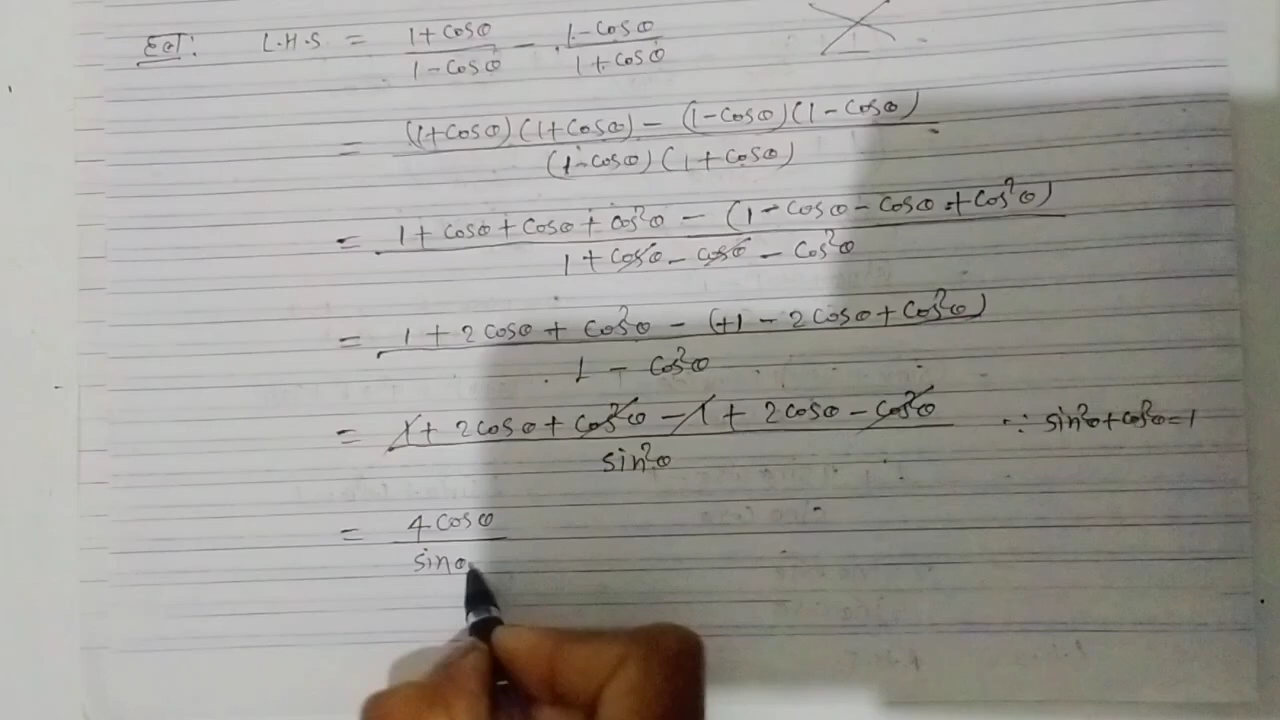 Sol: L.H.S = (1+cosθ)/(1-cosθ) - (1-cosθ)/(1+cosθ)
= ((1+cosθ)(1+cosθ) - (1-cosθ)(1-cosθ))/((1-cosθ)(1+cosθ))
= (1+cosθ+cosθ+cos²θ - (1-cosθ-cosθ+cos²θ))/(1+cosθ-cosθ-cos²θ)
= (1+2cosθ+cos²θ - (+1-2cosθ+cos²θ))/(1-cos²θ)
= (1+2cosθ+cos²θ-1+2cosθ-cos²θ)/(sin²θ) ∵ sin²θ+cos²θ=1
= (4cosθ)/(sinθ)